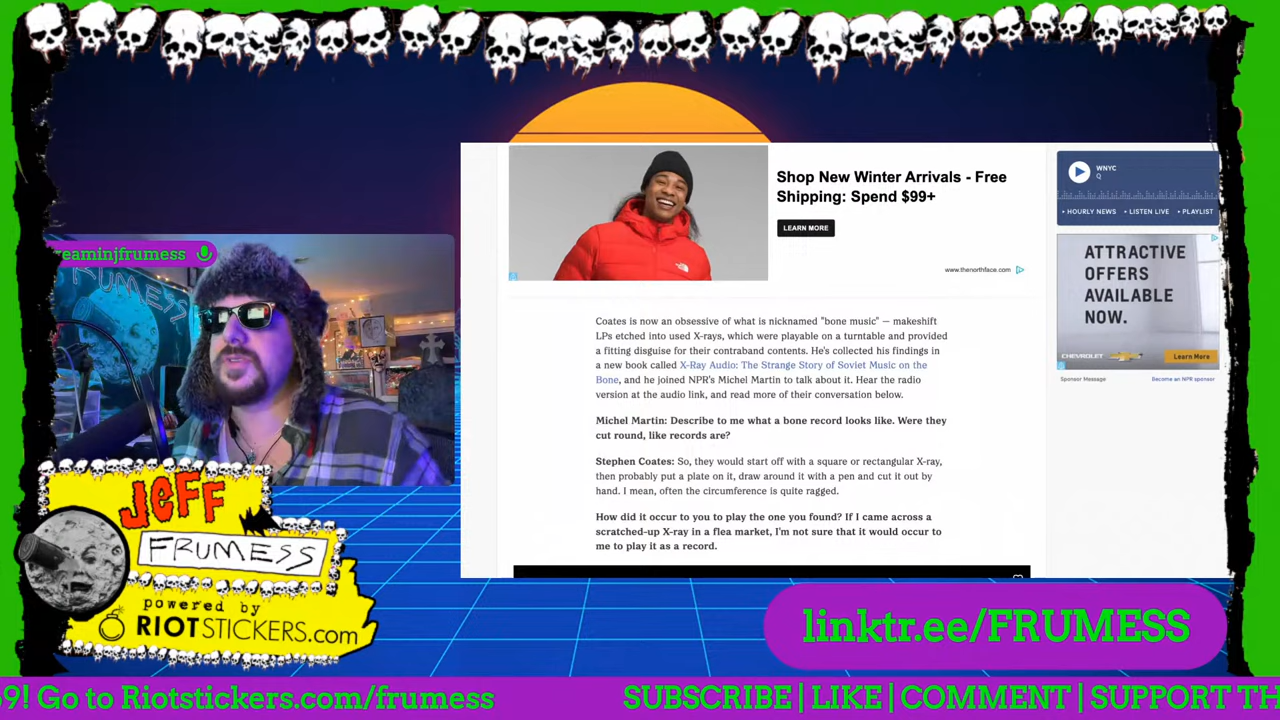 eaminjfrumess
FRUMESS
JEFF
FRUMESS
powered by
RIOTSTICKERS.com
Shop New Winter Arrivals - Free
Shipping: Spend $99+
LEARN MORE
www.thenorthface.com
WNYC
Q
• HOURLY NEWS • LISTEN LIVE • PLAYLIST
ATTRACTIVE
OFFERS
AVAILABLE
NOW.
CHEVROLET
Learn More
Sponsor Message Become an NPR sponsor
Coates is now an obsessive of what is nicknamed "bone music" — makeshift
LPs etched into used X-rays, which were playable on a turntable and provided
a fitting disguise for their contraband contents. He's collected his findings in
a new book called X-Ray Audio: The Strange Story of Soviet Music on the
Bone, and he joined NPR's Michel Martin to talk about it. Hear the radio
version at the audio link, and read more of their conversation below.
Michel Martin: Describe to me what a bone record looks like. Were they
cut round, like records are?
Stephen Coates: So, they would start off with a square or rectangular X-ray,
then probably put a plate on it, draw around it with a pen and cut it out by
hand. I mean, often the circumference is quite ragged.
How did it occur to you to play the one you found? If I came across a
scratched-up X-ray in a flea market, I'm not sure that it would occur to
me to play it as a record.
linktr.ee/FRUMESS
9! Go to Riotstickers.com/frumess SUBSCRIBE | LIKE | COMMENT | SUPPORT TH